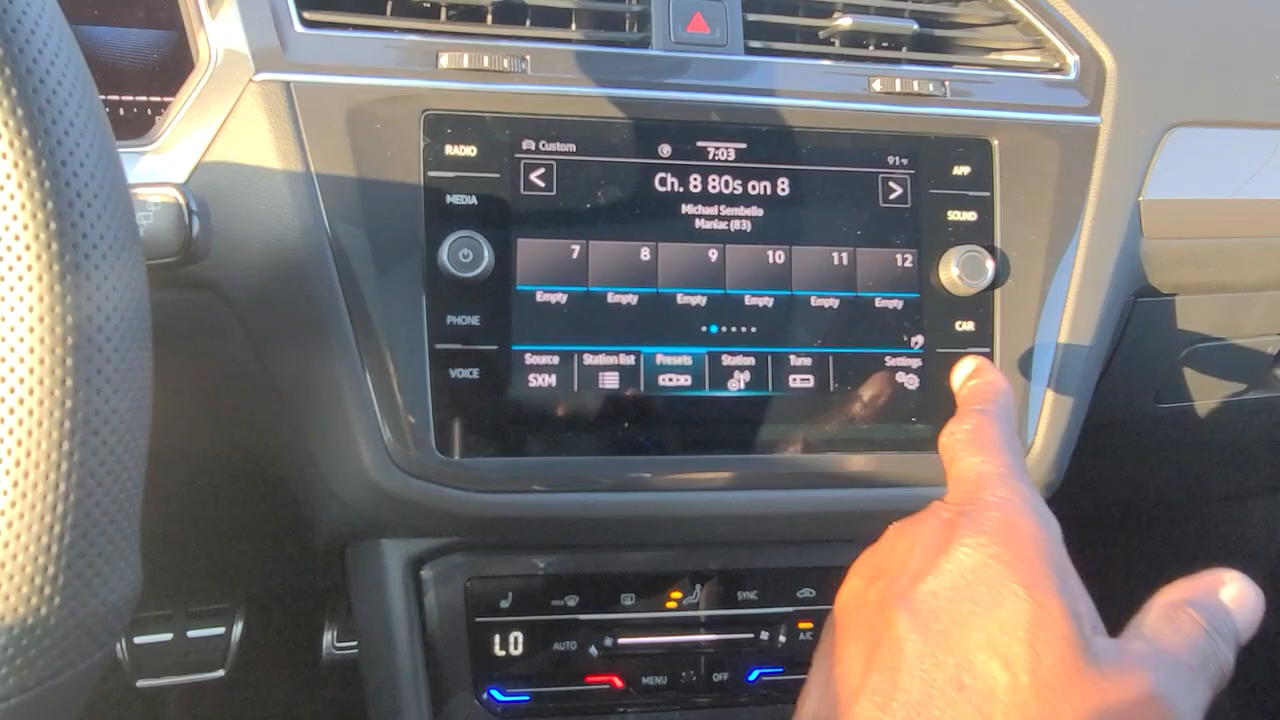 RADIO
MEDIA
PHONE
VOICE
Custom
7:03
91°F
< Ch. 8 80s on 8 >
Michael Sembello
Maniac (83)
7 8 9 10 11 12
Empty Empty Empty Empty Empty Empty
Source Station list Presets Station Tune Settings
SXM
APP
SOUND
CAR
MAX SYNC
LO AUTO A/C
MENU OFF